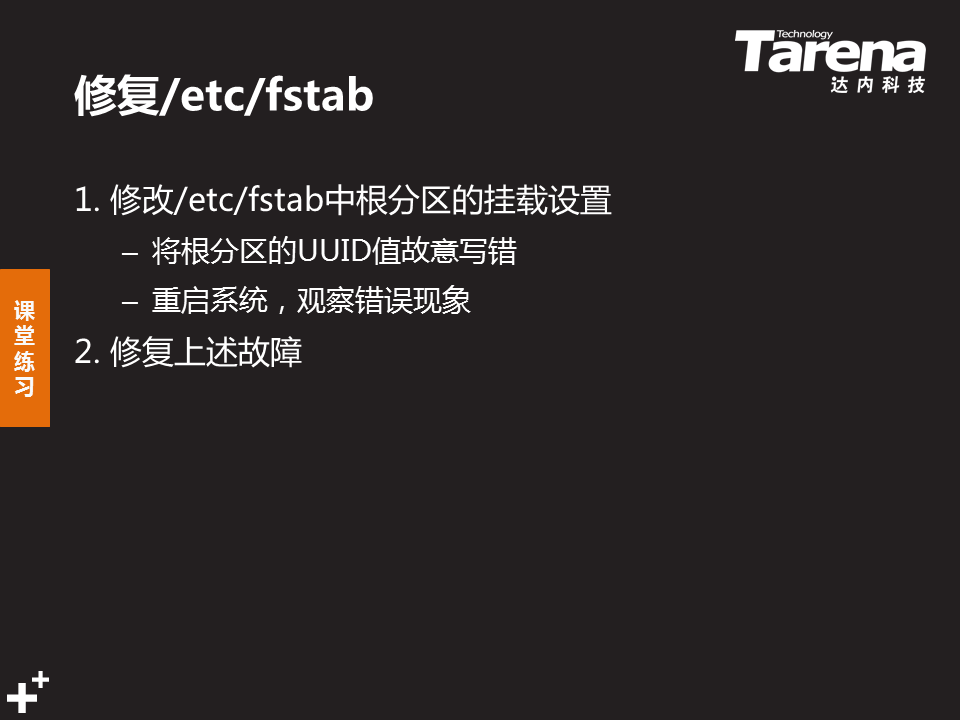 Technology
Tarena
达内科技
修复/etc/fstab
1. 修改/etc/fstab中根分区的挂载设置
– 将根分区的UUID值故意写错
– 重启系统，观察错误现象
2. 修复上述故障
课
堂
练
习